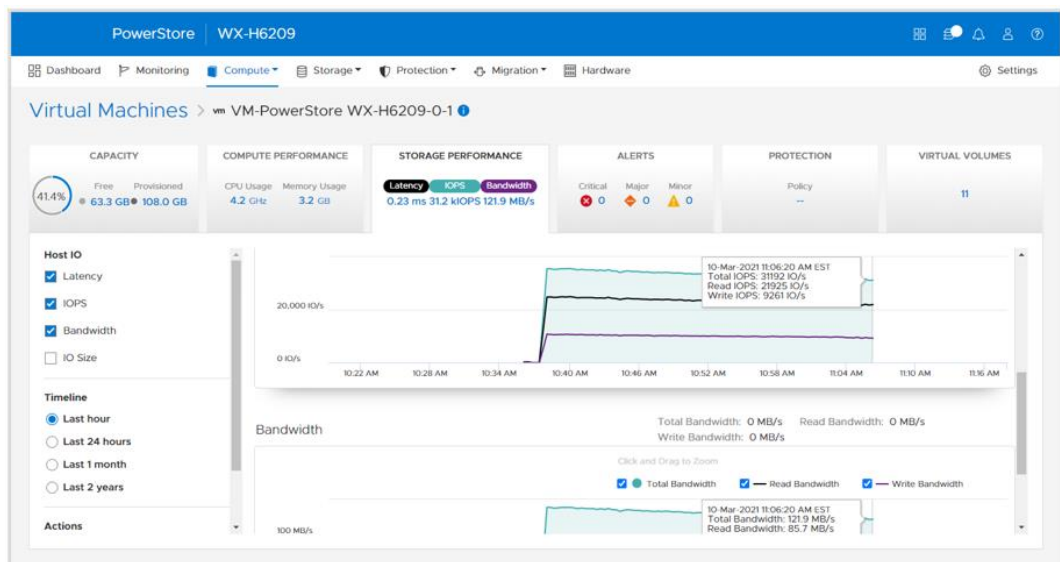 PowerStore WX-H6209
Dashboard Monitoring Compute Storage Protection Migration Hardware Settings
Virtual Machines > vm VM-PowerStore WX-H6209-0-1
CAPACITY COMPUTE PERFORMANCE STORAGE PERFORMANCE ALERTS PROTECTION VIRTUAL VOLUMES
41.4% Free Provisioned CPU Usage Memory Usage Latency IOPS Bandwidth Critical Major Minor Policy 11
63.3 GB 108.0 GB 4.2 GHz 3.2 GB 0.23 ms 31.2 kIOPS 121.9 MB/s 0 0 0 --
Host IO
Latency
IOPS
Bandwidth
IO Size
Timeline
Last hour
Last 24 hours
Last 1 month
Last 2 years
Actions
10-Mar-2021 11:06:20 AM EST
Total IOPS: 31192 IO/s
Read IOPS: 21925 IO/s
Write IOPS: 9261 IO/s
20,000 IO/s
0 IO/s
10:22 AM 10:28 AM 10:34 AM 10:40 AM 10:46 AM 10:52 AM 10:58 AM 11:04 AM 11:10 AM 11:16 AM
Bandwidth
Total Bandwidth: 0 MB/s Read Bandwidth: 0 MB/s
Write Bandwidth: 0 MB/s
Click and Drag to Zoom
Total Bandwidth Read Bandwidth Write Bandwidth
10-Mar-2021 11:06:20 AM EST
Total Bandwidth: 121.9 MB/s
Read Bandwidth: 85.7 MB/s
100 MB/s